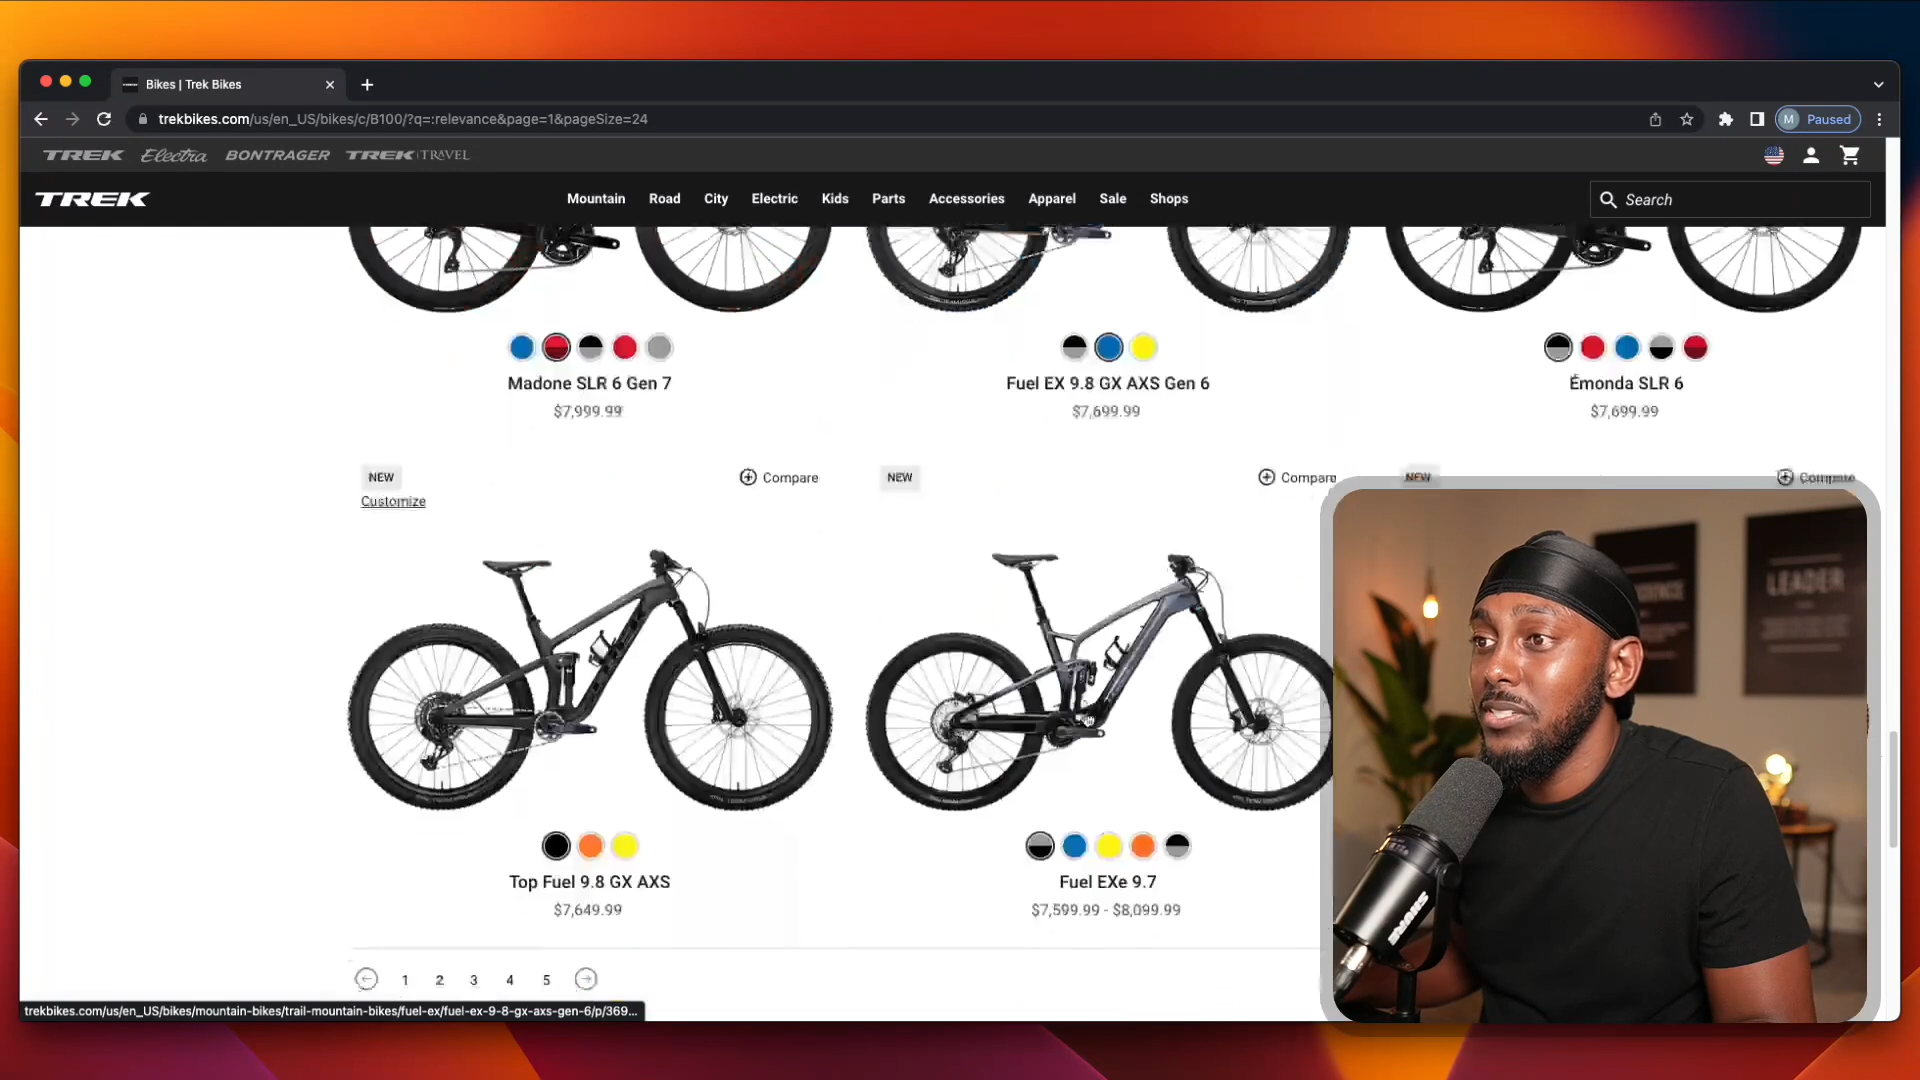 Bikes | Trek Bikes
trekbikes.com/us/en_US/bikes/c/B100/?q=:relevance&page=1&pageSize=24
M Paused
TREK Electra BONTRAGER TREK | TRAVEL
TREK
Mountain Road City Electric Kids Parts Accessories Apparel Sale Shops
Search
Madone SLR 6 Gen 7
$7,999.99
Fuel EX 9.8 GX AXS Gen 6
$7,699.99
Émonda SLR 6
$7,699.99
NEW
Compare
Customize
NEW
Compare
NEW
Compare
TREK
LEADER
Top Fuel 9.8 GX AXS
$7,649.99
Fuel EXe 9.7
$7,599.99 - $8,099.99
SHURE
1 2 3 4 5
trekbikes.com/us/en_US/bikes/mountain-bikes/trail-mountain-bikes/fuel-ex/fuel-ex-9-8-gx-axs-gen-6/p/369...